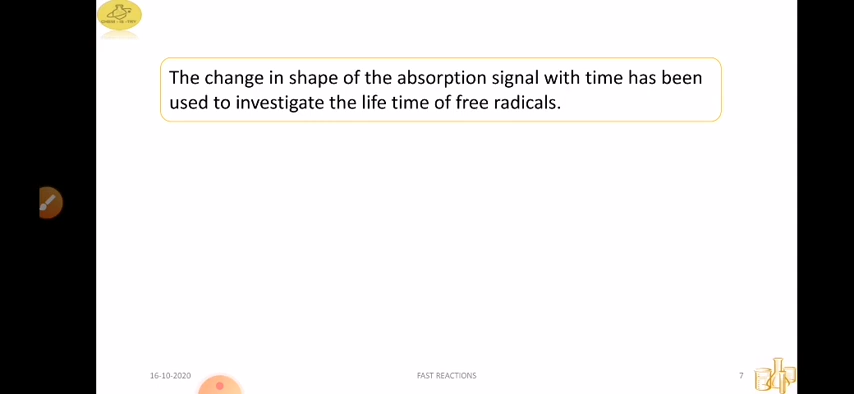 The change in shape of the absorption signal with time has been
used to investigate the life time of free radicals.
16-10-2020
FAST REACTIONS
7